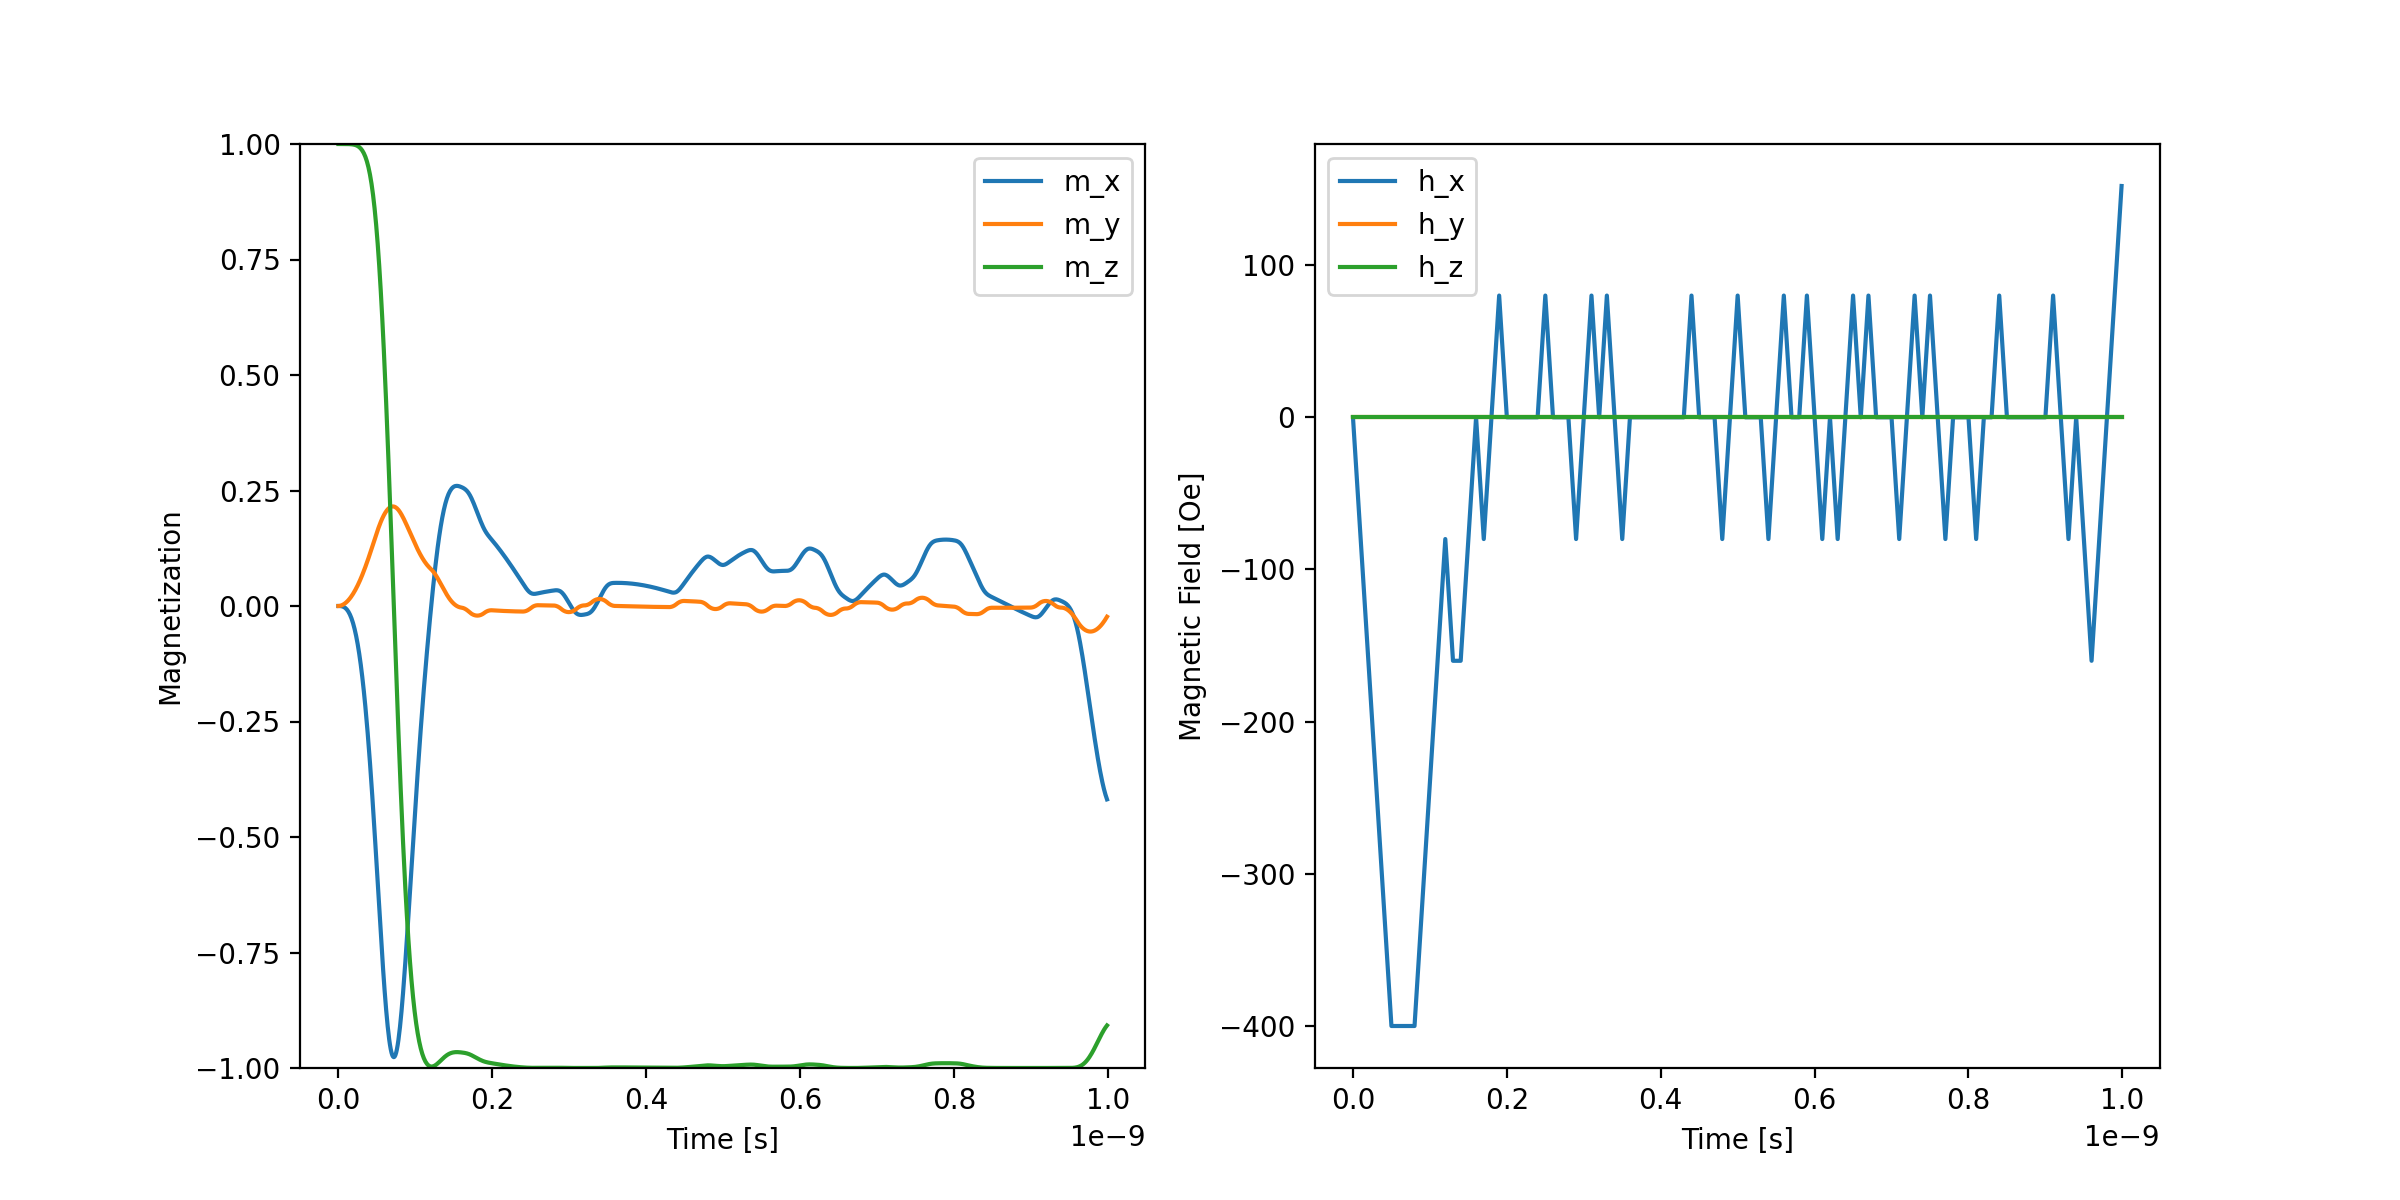 1.00
0.75
0.50
0.25
0.00
−0.25
−0.50
−0.75
−1.00
Magnetization
m_x
m_y
m_z
0.0 0.2 0.4 0.6 0.8 1.0
1e−9
Time [s]
100
0
−100
−200
−300
−400
Magnetic Field [Oe]
h_x
h_y
h_z
0.0 0.2 0.4 0.6 0.8 1.0
1e−9
Time [s]